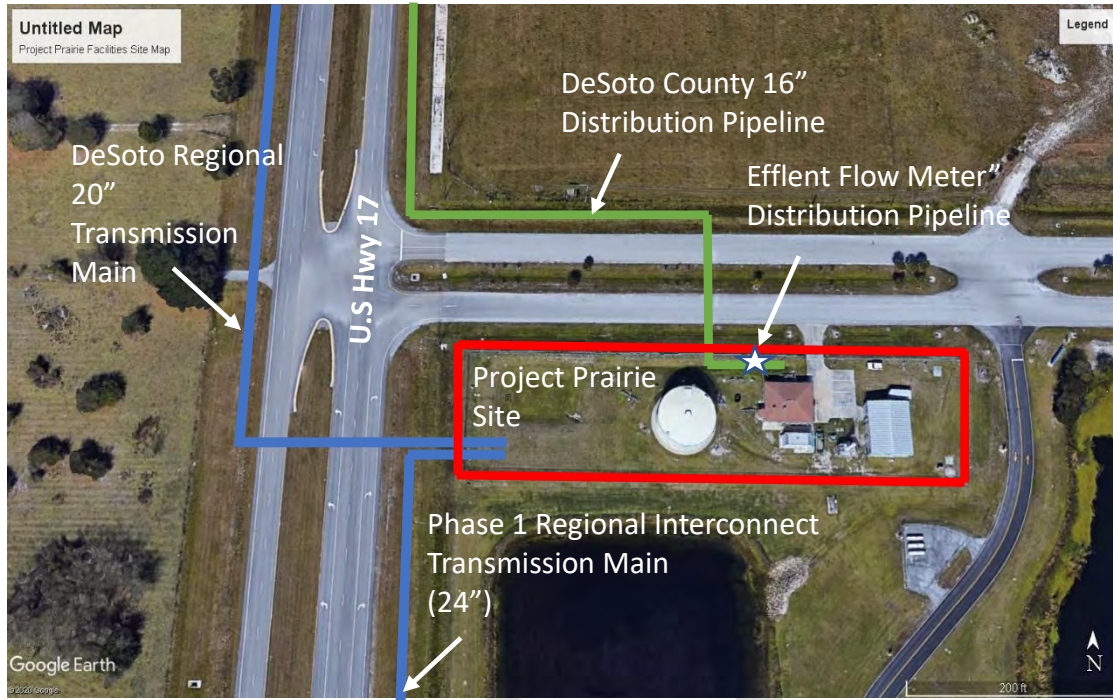 Untitled Map
Project Prairie Facilities Site Map
Legend
DeSoto County 16”
Distribution Pipeline
DeSoto Regional
20”
Transmission
Main
Efflent Flow Meter”
Distribution Pipeline
U.S Hwy 17
Project Prairie
Site
Phase 1 Regional Interconnect
Transmission Main
(24”)
Google Earth
©2020 Google
N
200 ft